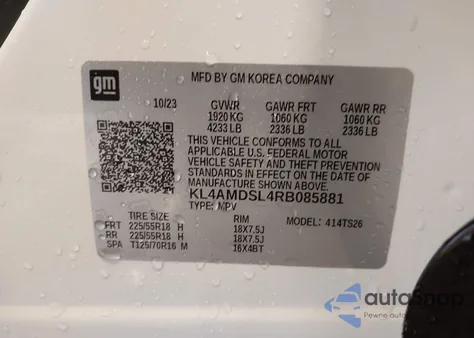 gm
MFD BY GM KOREA COMPANY
10/23 GVWR GAWR FRT GAWR RR
1920 KG 1060 KG 1060 KG
4233 LB 2336 LB 2336 LB
THIS VEHICLE CONFORMS TO ALL
APPLICABLE U.S. FEDERAL MOTOR
VEHICLE SAFETY AND THEFT PREVENTION
STANDARDS IN EFFECT ON THE DATE OF
MANUFACTURE SHOWN ABOVE.
KL4AMDSL4RB085881
TYPE: MPV
TIRE SIZE RIM MODEL: 414TS26
FRT 225/55R18 H 18X7.5J
RR 225/55R18 H 18X7.5J
SPA T125/70R16 M 16X4BT
autoSnap
Pewne auto